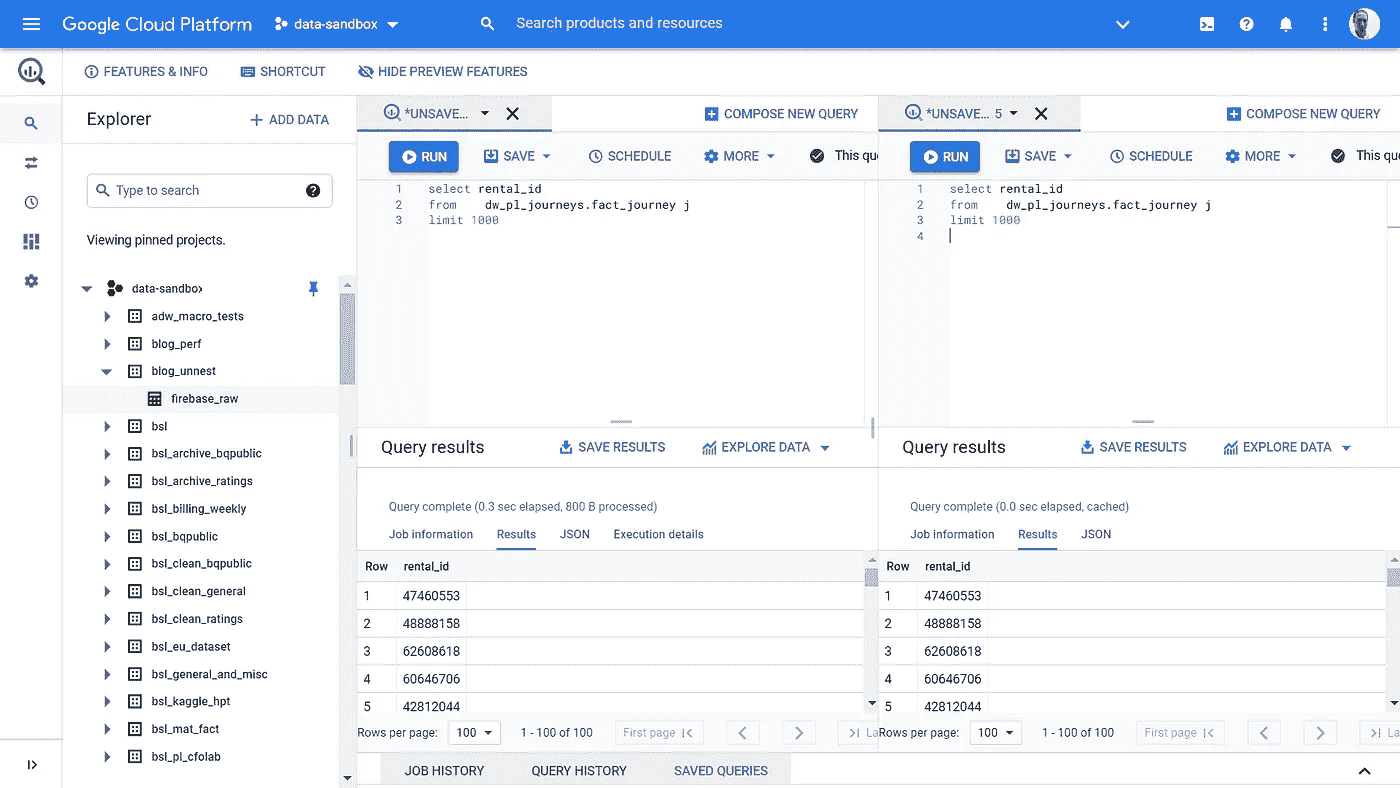 Google Cloud Platform data-sandbox Search products and resources
FEATURES & INFO SHORTCUT HIDE PREVIEW FEATURES
Explorer + ADD DATA
Type to search
Viewing pinned projects.
data-sandbox
adw_macro_tests
blog_perf
blog_unnest
firebase_raw
bsl
bsl_archive_bqpublic
bsl_archive_ratings
bsl_billing_weekly
bsl_bqpublic
bsl_clean_bqpublic
bsl_clean_general
bsl_clean_ratings
bsl_eu_dataset
bsl_general_and_misc
bsl_kaggle_hpt
bsl_mat_fact
bsl_pl_cfolab
*UNSAVE... COMPOSE NEW QUERY
RUN SAVE SCHEDULE MORE This que
1 select rental_id
2 from dw_pl_journeys.fact_journey j
3 limit 1000
Query results SAVE RESULTS EXPLORE DATA
Query complete (0.3 sec elapsed, 800 B processed)
Job information Results JSON Execution details
Row rental_id
1 47460553
2 48888158
3 62608618
4 60646706
5 42812044
Rows per page: 100 1 - 100 of 100 First page La
*UNSAVE... 5 COMPOSE NEW QUERY
RUN SAVE SCHEDULE MORE This que
1 select rental_id
2 from dw_pl_journeys.fact_journey j
3 limit 1000
4
Query results SAVE RESULTS EXPLORE DATA
Query complete (0.0 sec elapsed, cached)
Job information Results JSON
Row rental_id
1 47460553
2 48888158
3 62608618
4 60646706
5 42812044
Rows per page: 100 1 - 100 of 100 First page La
JOB HISTORY QUERY HISTORY SAVED QUERIES